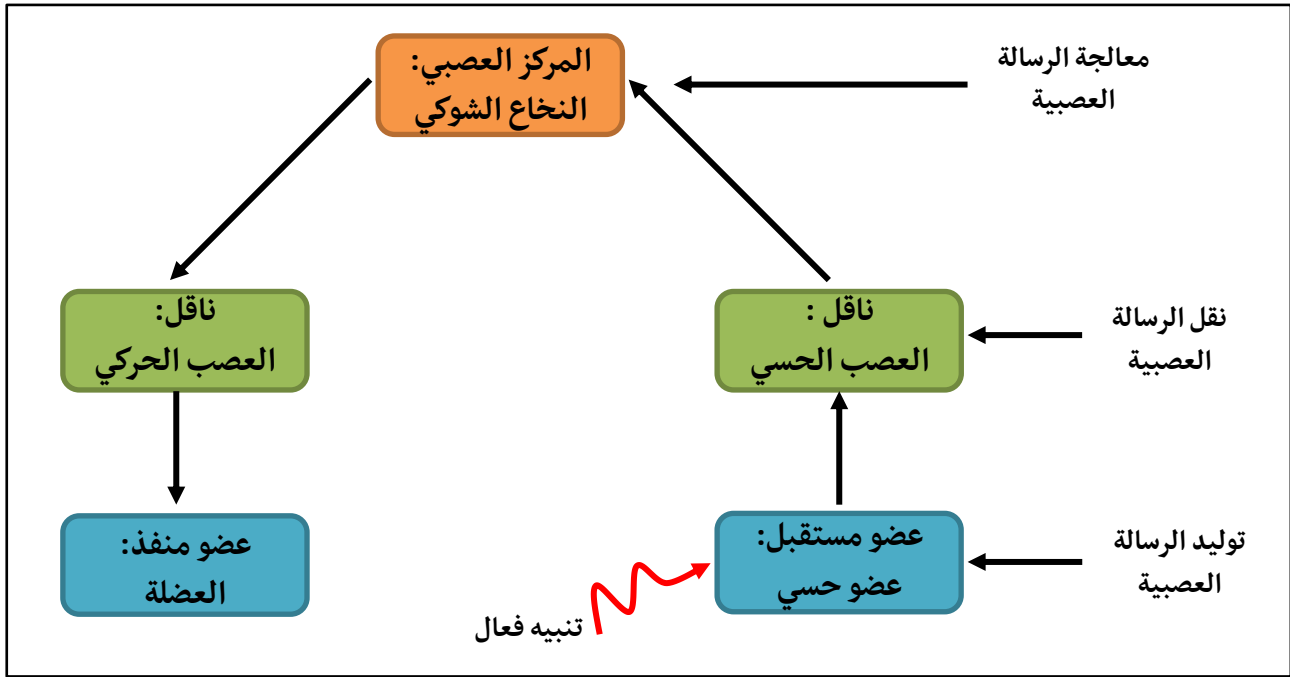 المركز العصبي:
النخاع الشوكي
معالجة الرسالة
العصبية
ناقل :
العصب الحسي
نقل الرسالة
العصبية
ناقل:
العصب الحركي
عضو مستقبل:
عضو حسي
توليد الرسالة
العصبية
عضو منفذ:
العضلة
تنبيه فعال